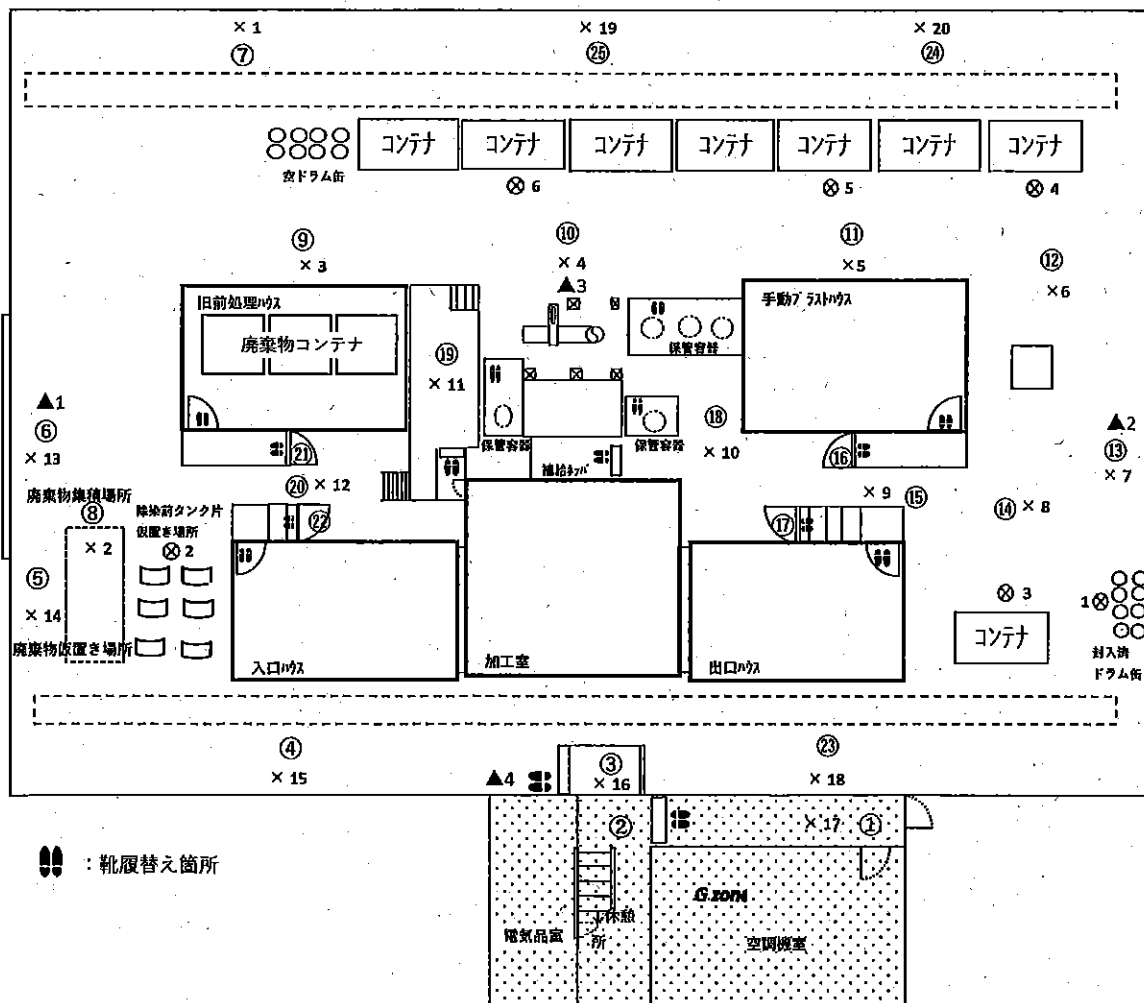 × 1 × 19 × 20
⑦ ㉕ ㉔
コンテナ コンテナ コンテナ コンテナ コンテナ コンテナ コンテナ
空ドラム缶
⊗ 6 ⊗ 5 ⊗ 4
⑨ ⑩ ⑪ ⑫
× 3 × 4 × 5 × 6
▲3
旧前処理ハウス
手動ブラストハウス
廃棄物コンテナ
保管容器
⑲
× 11
▲1
⑥
× 13
⑱
× 10
▲2
⑬
× 7
保管容器
保管容器
㉑
⑯
⑳ × 12
× 9 ⑮
⑭ × 8
廃棄物集積場所
⑧
× 2
除染前タンク片
仮置き場所
⊗ 2
㉒
⑰
⑤
× 14
⊗ 3
1 ⊗
コンテナ
廃棄物仮置き場所
封入済
ドラム缶
入口ハウス
加工室
出口ハウス
④
× 15
▲4
③
× 16
㉓
× 18
②
× 17 ①
：靴履替え箇所
G zone
休憩
所
電気品室
空調機室